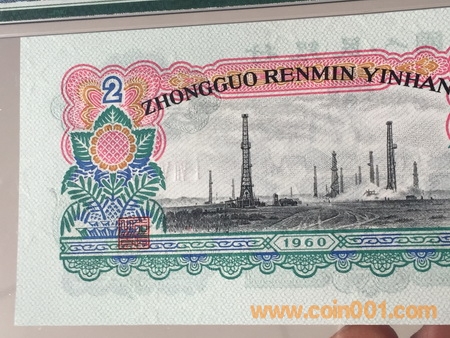 2
ZHONGGUO RENMIN YINHAN
1960
www.coin001.com